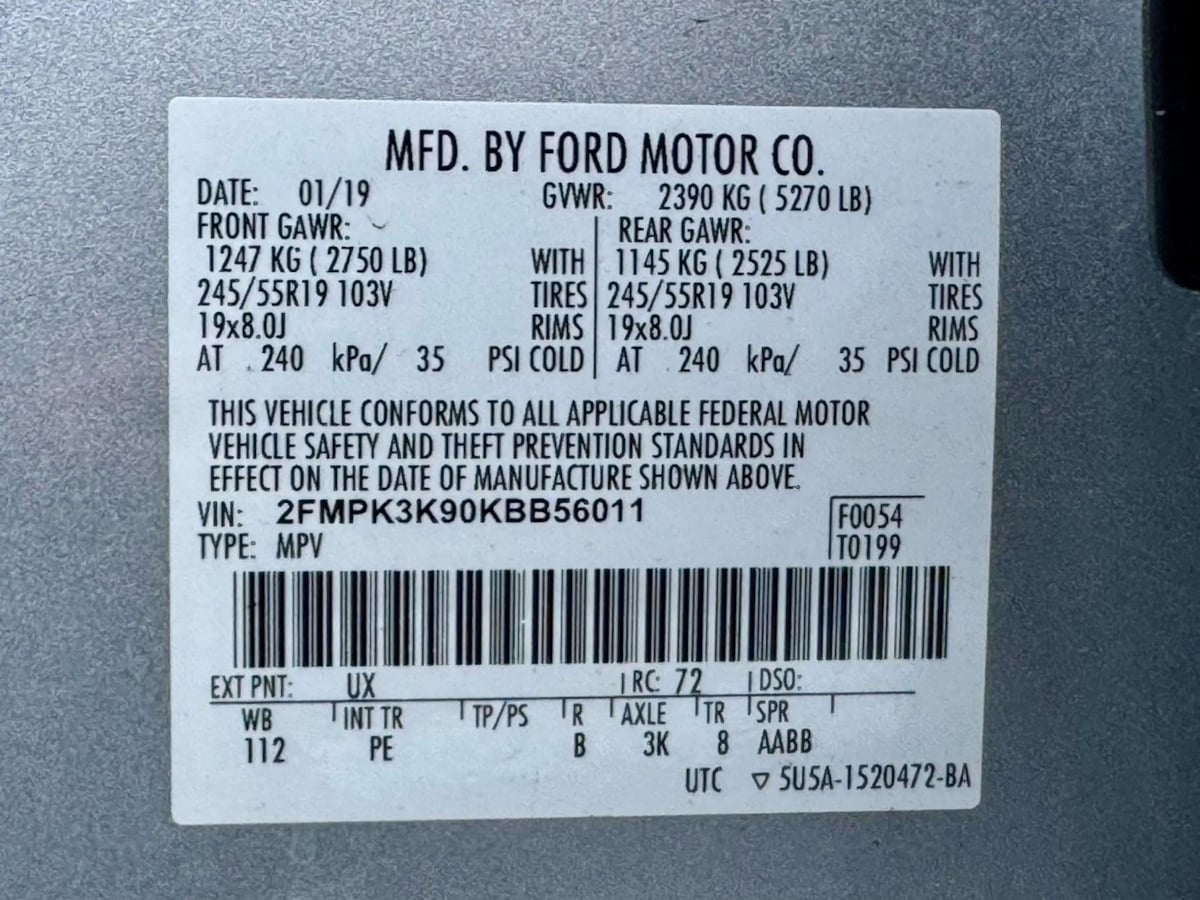 MFD. BY FORD MOTOR CO.
DATE: 01/19 GVWR: 2390 KG ( 5270 LB)
FRONT GAWR: REAR GAWR:
1247 KG ( 2750 LB) WITH 1145 KG ( 2525 LB) WITH
245/55R19 103V TIRES 245/55R19 103V TIRES
19x8.0J RIMS 19x8.0J RIMS
AT 240 kPa/ 35 PSI COLD AT 240 kPa/ 35 PSI COLD
THIS VEHICLE CONFORMS TO ALL APPLICABLE FEDERAL MOTOR
VEHICLE SAFETY AND THEFT PREVENTION STANDARDS IN
EFFECT ON THE DATE OF MANUFACTURE SHOWN ABOVE.
VIN: 2FMPK3K90KBB56011 F0054
TYPE: MPV T0199
EXT PNT: UX RC: 72 DSO:
WB INT TR TP/PS R AXLE TR SPR
112 PE B 3K 8 AABB
UTC ▽ 5U5A-1520472-BA